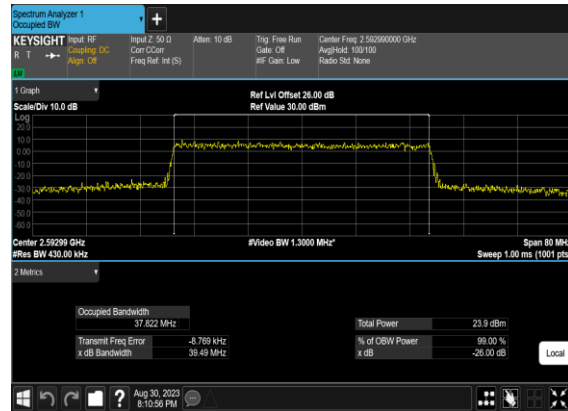 Spectrum Analyzer 1
Occupied BW
+
KEYSIGHT Input: RF Input Z: 50 Ω Atten: 10 dB Trig: Free Run Center Freq: 2.592990000 GHz
R T Coupling: DC Corr CCorr Gate: Off Avg|Hold: 100/100
Align: Off Freq Ref: Int (S) #IF Gain: Low Radio Std: None
LXI
1 Graph
Scale/Div 10.0 dB
Ref Lvl Offset 26.00 dB
Ref Value 30.00 dBm
Log
20.0
10.0
0.00
-10.0
-20.0
-30.0
-40.0
-50.0
-60.0
Center 2.59299 GHz #Video BW 1.3000 MHz* Span 80 MHz
#Res BW 430.00 kHz Sweep 1.00 ms (1001 pts
2 Metrics
Occupied Bandwidth
37.822 MHz Total Power 23.9 dBm
Transmit Freq Error -8.769 kHz % of OBW Power 99.00 %
x dB Bandwidth 39.49 MHz x dB -26.00 dB
Local
? Aug 30, 2023
8:10:56 PM